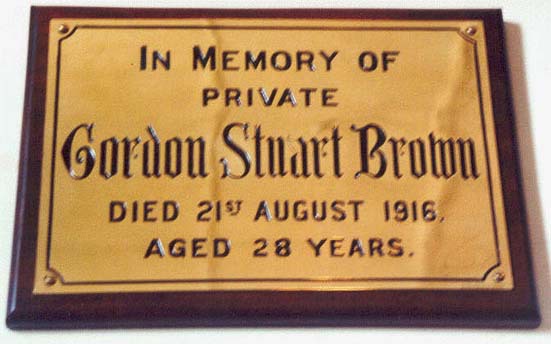 IN MEMORY OF
PRIVATE
Gordon Stuart Brown
DIED 21ST AUGUST 1916.
AGED 28 YEARS.